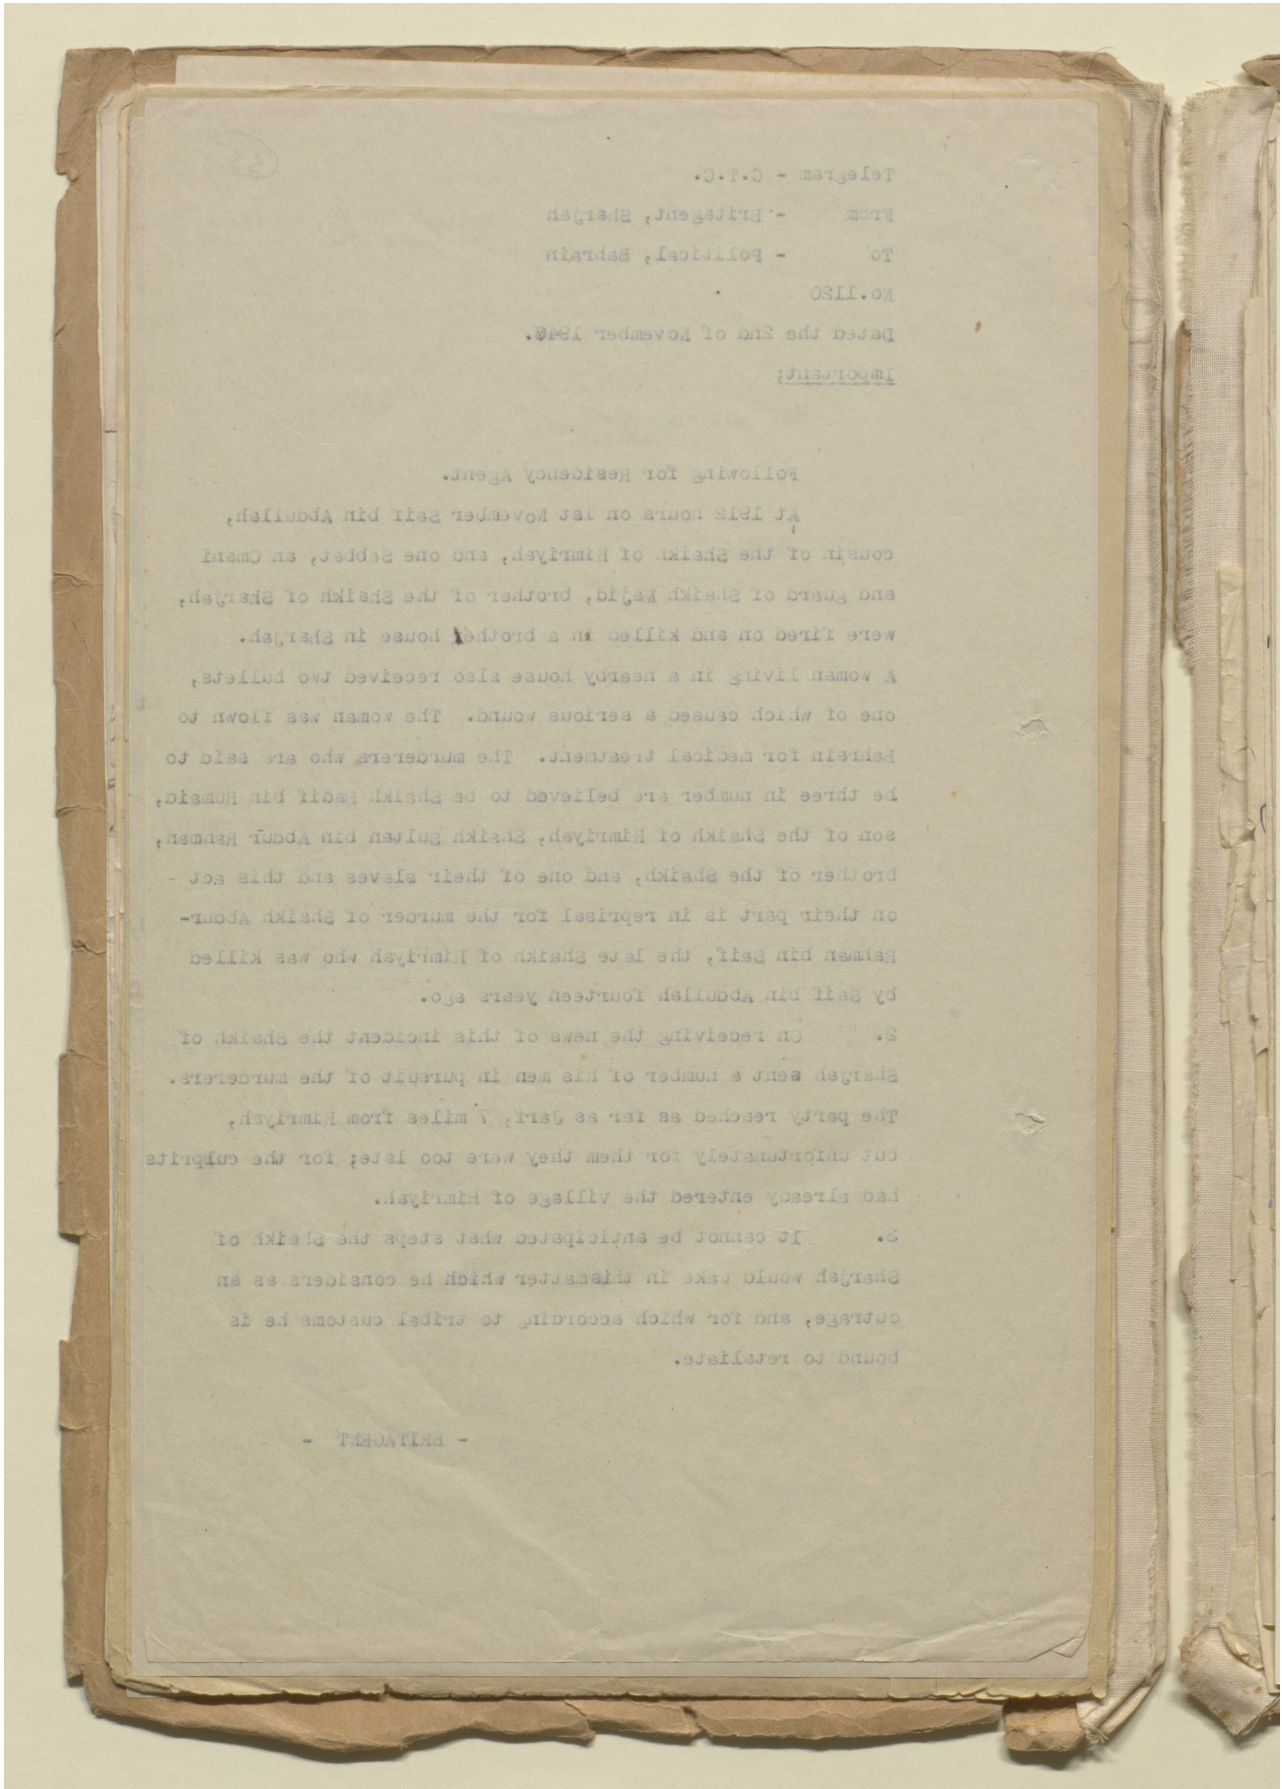 35
Telegram - G.T.C.
From - Britagent, Sharjah
To - Political, Bahrain
No.1120
Dated the 2nd of November 1946.
Important:
Following for Residency Agent.
At 1912 hours on 1st November Saif bin Abdullah,
cousin of the Shaikh of Himriyah, and one Sabbat, an Omani
and guard of Shaikh Majid, brother of the Shaikh of Sharjah,
were fired on and killed in a brother house in Sharjah.
A woman living in a nearby house also received two bullets,
one of which caused a serious wound. The woman was flown to
Bahrain for medical treatment. The murderers who are said to
be three in number are believed to be Shaikh bin Humaid,
son of the Shaikh of Himriyah, Shaikh Sultan bin Abdur Rahman,
brother of the Shaikh, and one of their slaves and this act -
on their part is in reprisal for the murder of Shaikh Abdur-
Rahman bin Saif, the late Shaikh of Himriyah who was killed
by Saif bin Abdullah fourteen years ago.
2. On receiving the news of this incident the Shaikh of
Sharjah sent a number of his men in pursuit of the murderers.
The party reached as far as Jarf, 7 miles from Himriyah,
but unfortunately for them they were too late; for the culprits
had already entered the village of Himriyah.
3. It cannot be anticipated what steps the Shaikh of
Sharjah would take in thismatter which he considers as an
outrage, and for which according to tribal customs he is
bound to retaliate.
- BRITAGENT -